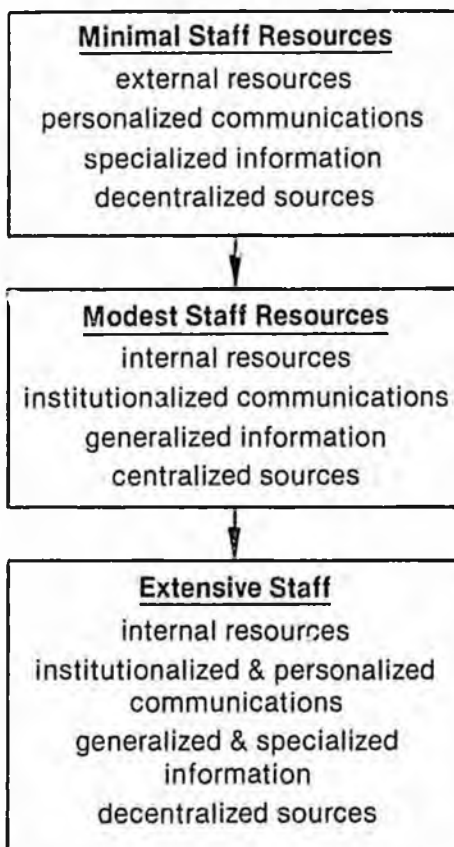 Minimal Staff Resources
external resources
personalized communications
specialized information
decentralized sources
Modest Staff Resources
internal resources
institutionalized communications
generalized information
centralized sources
Extensive Staff
internal resources
institutionalized & personalized
communications
generalized & specialized
information
decentralized sources